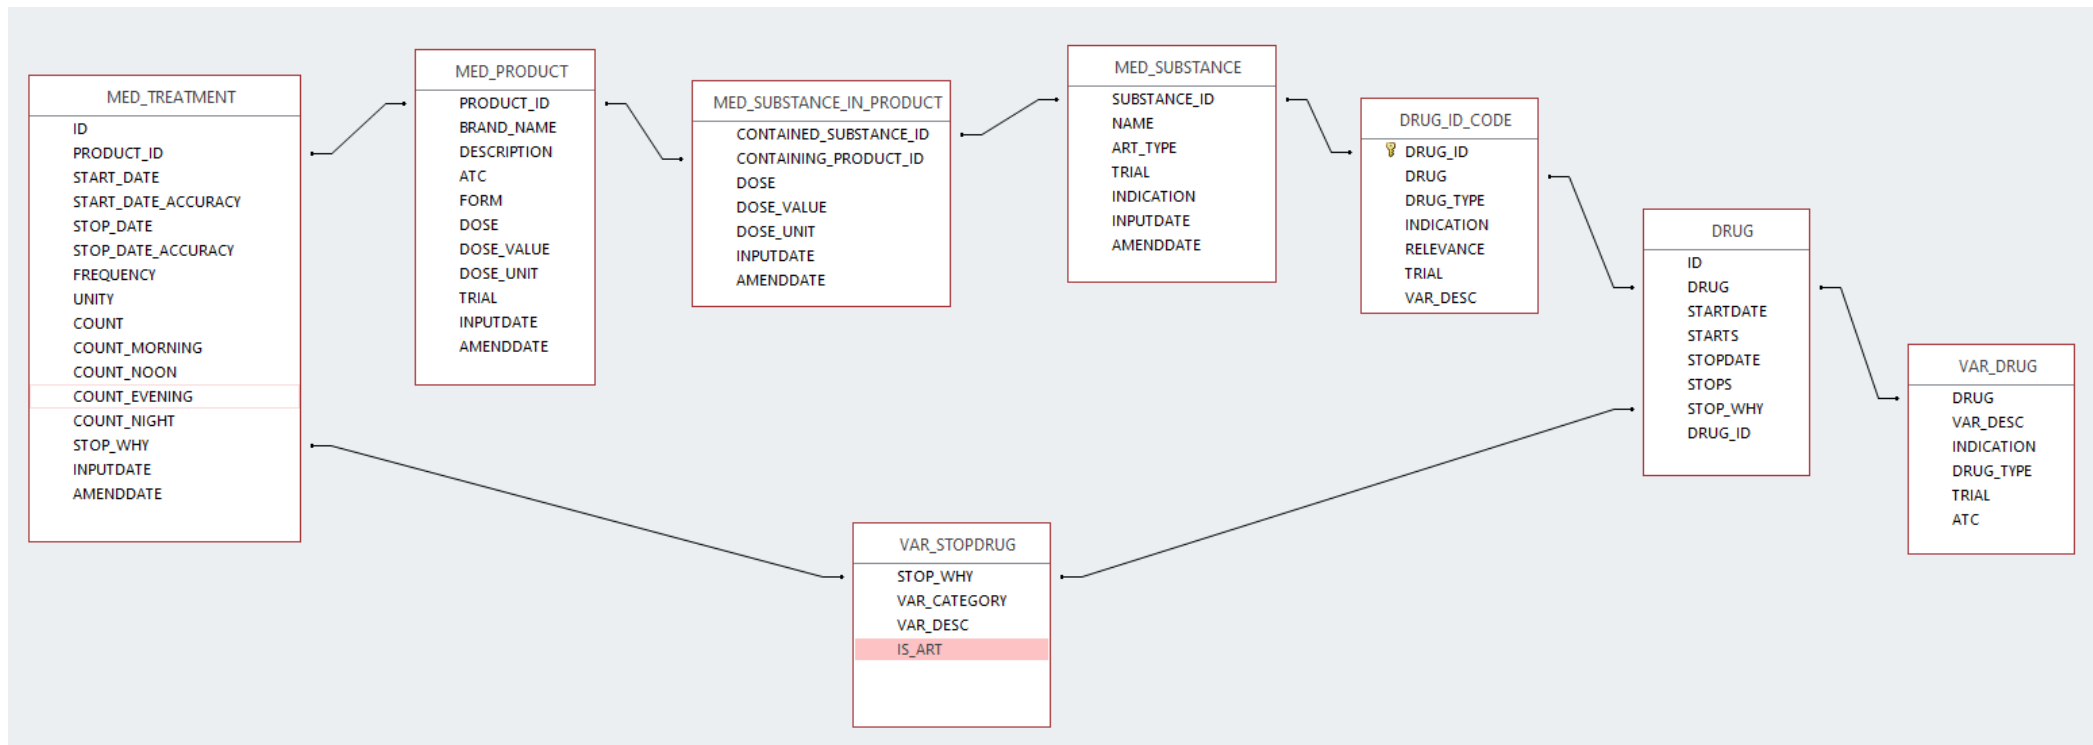 MED_TREATMENT
ID
PRODUCT_ID
START_DATE
START_DATE_ACCURACY
STOP_DATE
STOP_DATE_ACCURACY
FREQUENCY
UNITY
COUNT
COUNT_MORNING
COUNT_NOON
COUNT_EVENING
COUNT_NIGHT
STOP_WHY
INPUTDATE
AMENDDATE
MED_PRODUCT
PRODUCT_ID
BRAND_NAME
DESCRIPTION
ATC
FORM
DOSE
DOSE_VALUE
DOSE_UNIT
TRIAL
INPUTDATE
AMENDDATE
MED_SUBSTANCE_IN_PRODUCT
CONTAINED_SUBSTANCE_ID
CONTAINING_PRODUCT_ID
DOSE
DOSE_VALUE
DOSE_UNIT
INPUTDATE
AMENDDATE
MED_SUBSTANCE
SUBSTANCE_ID
NAME
ART_TYPE
TRIAL
INDICATION
INPUTDATE
AMENDDATE
DRUG_ID_CODE
DRUG_ID
DRUG
DRUG_TYPE
INDICATION
RELEVANCE
TRIAL
VAR_DESC
DRUG
ID
DRUG
STARTDATE
STARTS
STOPDATE
STOPS
STOP_WHY
DRUG_ID
VAR_DRUG
DRUG
VAR_DESC
INDICATION
DRUG_TYPE
TRIAL
ATC
VAR_STOPDRUG
STOP_WHY
VAR_CATEGORY
VAR_DESC
IS_ART